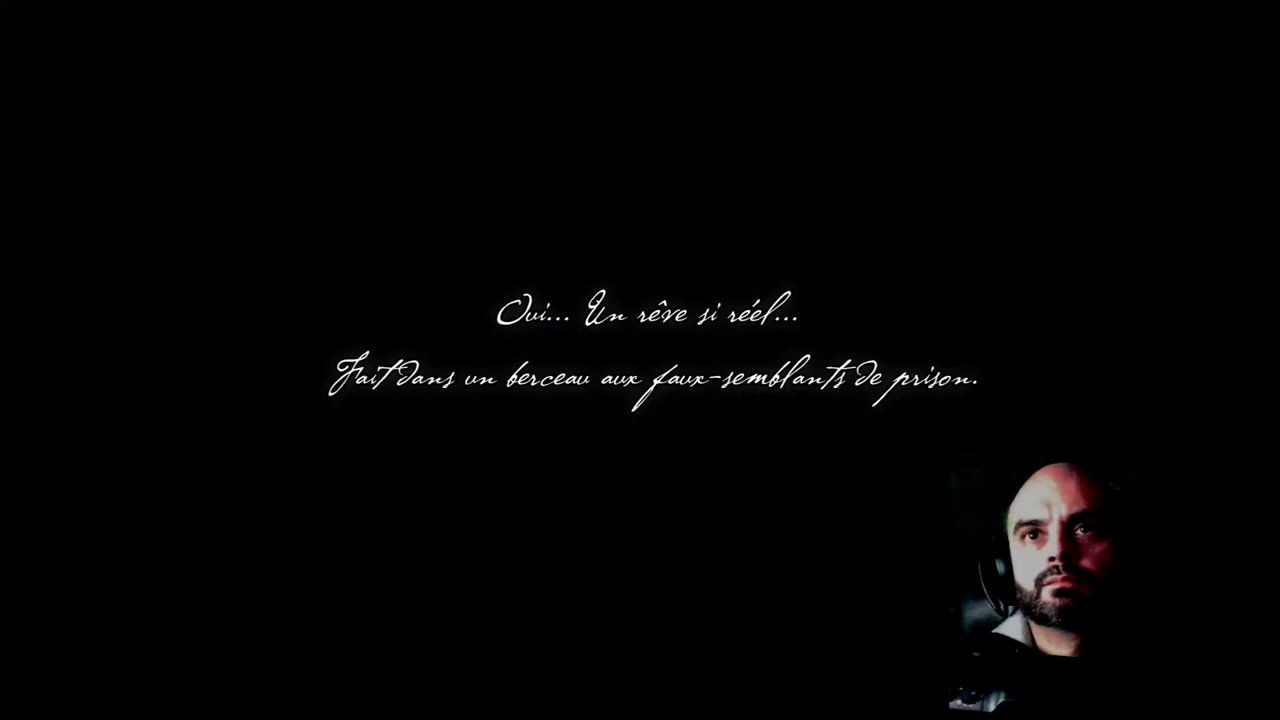 Oui... Un rêve si réel...
Fait dans un berceau aux faux-semblants de prison.